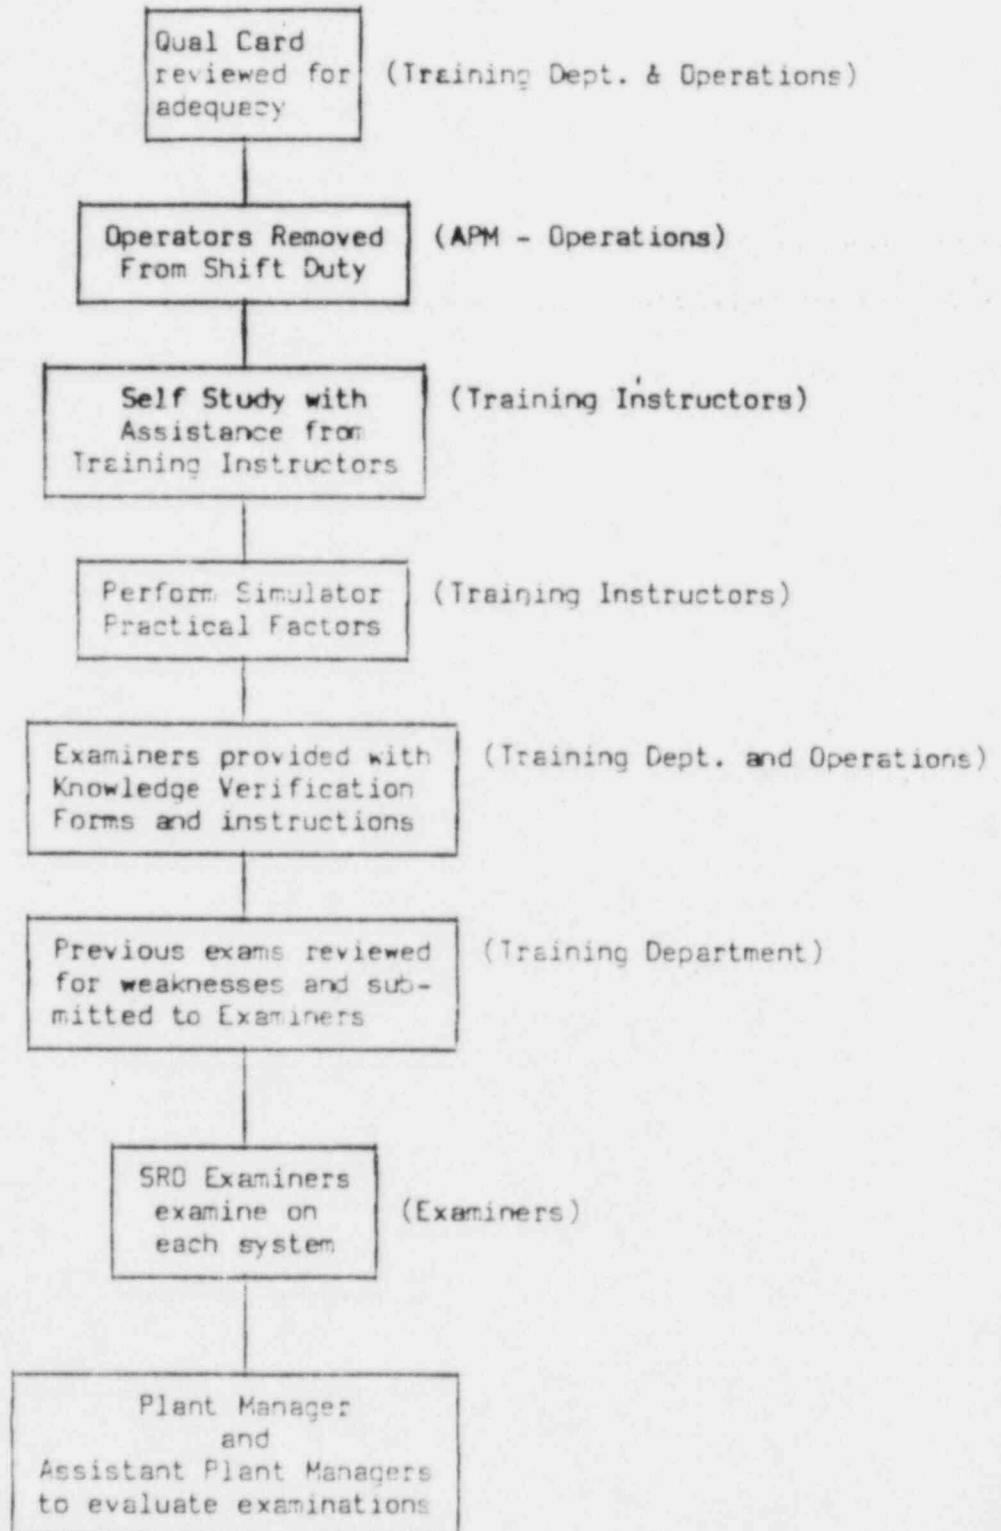 Qual Card
reviewed for (Training Dept. & Operations)
adequacy
Operators Removed (APM - Operations)
From Shift Duty
Self Study with (Training Instructors)
Assistance from
Training Instructors
Perform Simulator (Training Instructors)
Practical Factors
Examiners provided with (Training Dept. and Operations)
Knowledge Verification
Forms and instructions
Previous exams reviewed (Training Department)
for weaknesses and sub-
mitted to Examiners
SRO Examiners
examine on (Examiners)
each system
Plant Manager
and
Assistant Plant Managers
to evaluate examinations